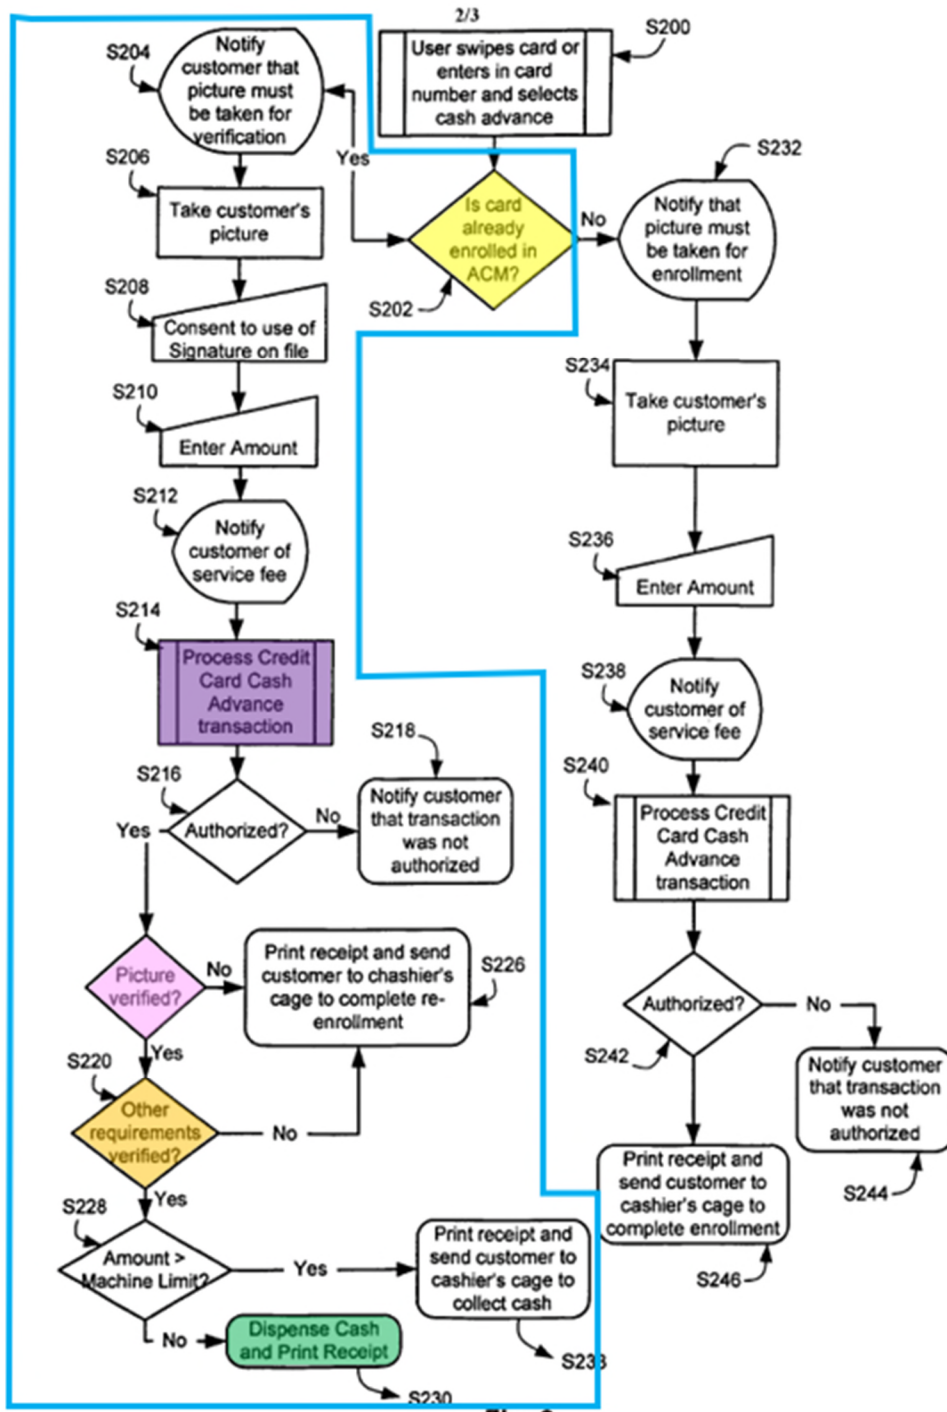 2/3
S200
User swipes card or
enters in card
number and selects
cash advance
S204
Notify
customer that
picture must
be taken for
verification
Yes
S206
Take customer's
picture
Is card
already
enrolled in
ACM?
S202
No
S232
Notify that
picture must
be taken for
enrollment
S208
Consent to use of
Signature on file
S234
Take customer's
picture
S210
Enter Amount
S212
Notify
customer of
service fee
S236
Enter Amount
S214
Process Credit
Card Cash
Advance
transaction
S238
Notify
customer of
service fee
S216
Authorized?
Yes
No
S218
Notify customer
that transaction
was not
authorized
S240
Process Credit
Card Cash
Advance
transaction
Picture
verified?
No
Print receipt and send
customer to chashier's
cage to complete re-
enrollment
S226
Yes
Authorized?
No
S242
S220
Other
requirements
verified?
No
Notify customer
that transaction
was not
authorized
S244
Yes
Print receipt and
send customer to
cashier's cage to
complete enrollment
S246
S228
Amount >
Machine Limit?
Yes
Print receipt and
send customer to
cashier's cage to
collect cash
No
Dispense Cash
and Print Receipt
S230